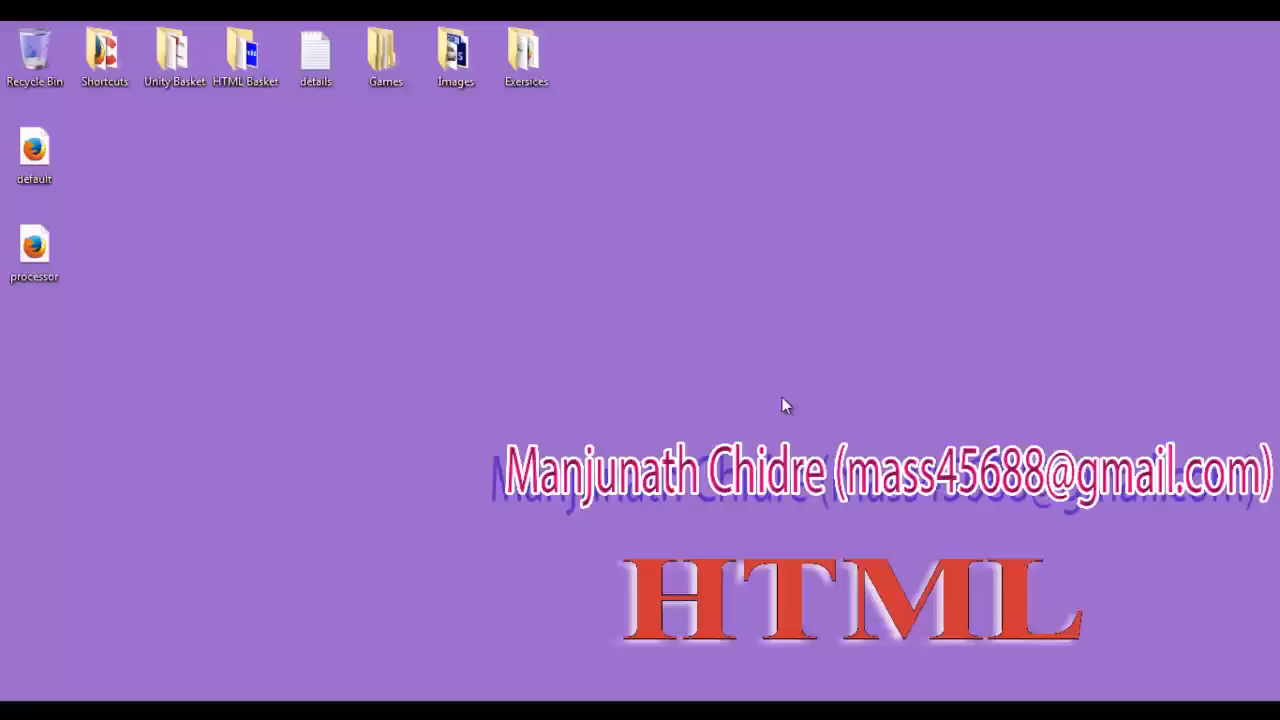 Recycle Bin
Shortcuts
Unity Basket
HTML Basket
details
Games
Images
Exersices
default
processor
Manjunath Chidre (mass45688@gmail.com)
HTML